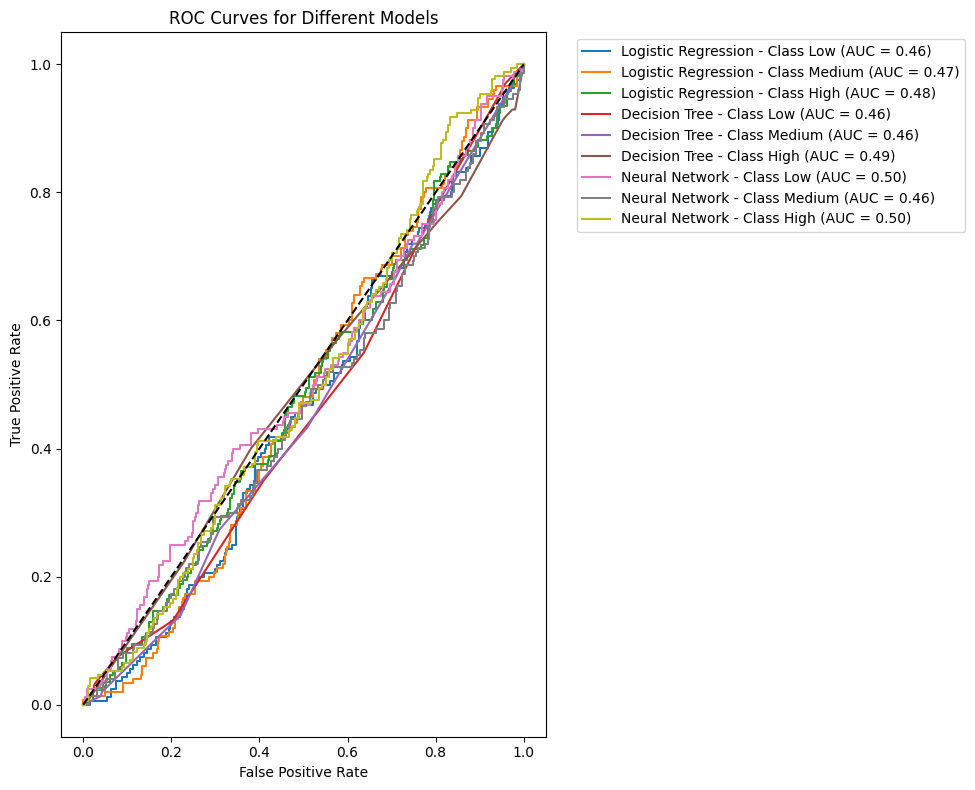 ROC Curves for Different Models
True Positive Rate
1.0
0.8
0.6
0.4
0.2
0.0
0.0 0.2 0.4 0.6 0.8 1.0
False Positive Rate
Logistic Regression - Class Low (AUC = 0.46)
Logistic Regression - Class Medium (AUC = 0.47)
Logistic Regression - Class High (AUC = 0.48)
Decision Tree - Class Low (AUC = 0.46)
Decision Tree - Class Medium (AUC = 0.46)
Decision Tree - Class High (AUC = 0.49)
Neural Network - Class Low (AUC = 0.50)
Neural Network - Class Medium (AUC = 0.46)
Neural Network - Class High (AUC = 0.50)